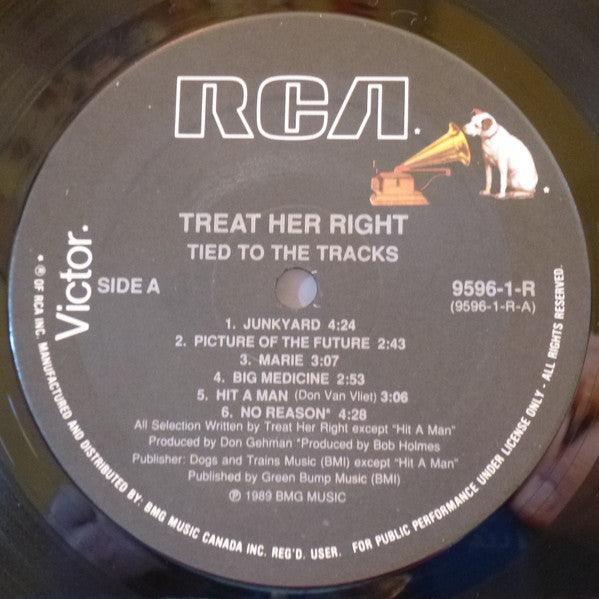 RCA.
TREAT HER RIGHT
TIED TO THE TRACKS
Victor.
SIDE A
9596-1-R
(9596-1-R-A)
1. JUNKYARD 4:24
2. PICTURE OF THE FUTURE 2:43
3. MARIE 3:07
4. BIG MEDICINE 2:53
5. HIT A MAN (Don Van Vliet) 3:06
6. NO REASON* 4:28
All Selection Written by Treat Her Right except "Hit A Man"
Produced by Don Gehman *Produced by Bob Holmes
Publisher: Dogs and Trains Music (BMI) except "Hit A Man"
Published by Green Bump Music (BMI)
℗ 1989 BMG MUSIC
* ® OF RCA INC. MANUFACTURED AND DISTRIBUTED BY: BMG MUSIC CANADA INC. REG'D. USER. FOR PUBLIC PERFORMANCE UNDER LICENSE ONLY · ALL RIGHTS RESERVED.